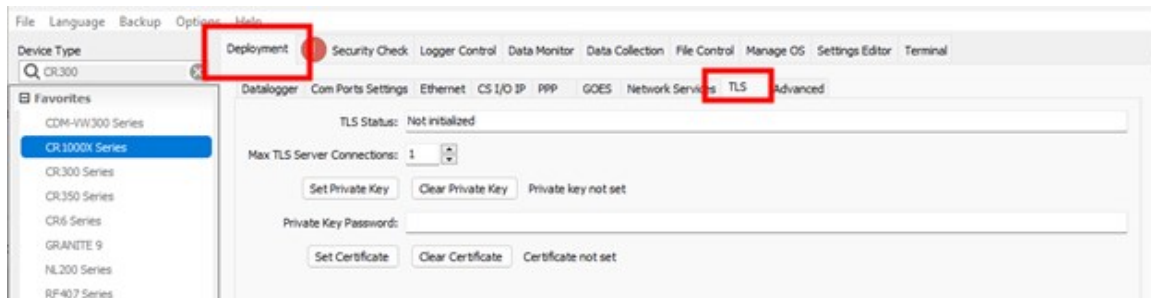 File Language Backup Options Help
Device Type
CR300
Favorites
CDM-VW300 Series
CR1000X Series
CR300 Series
CR350 Series
CR6 Series
GRANITE 9
NL200 Series
RF407 Series
Deployment Security Check Logger Control Data Monitor Data Collection File Control Manage OS Settings Editor Terminal
Datalogger Com Ports Settings Ethernet CS I/O IP PPP GOES Network Services TLS Advanced
TLS Status: Not initialized
Max TLS Server Connections: 1
Set Private Key Clear Private Key Private key not set
Private Key Password:
Set Certificate Clear Certificate Certificate not set